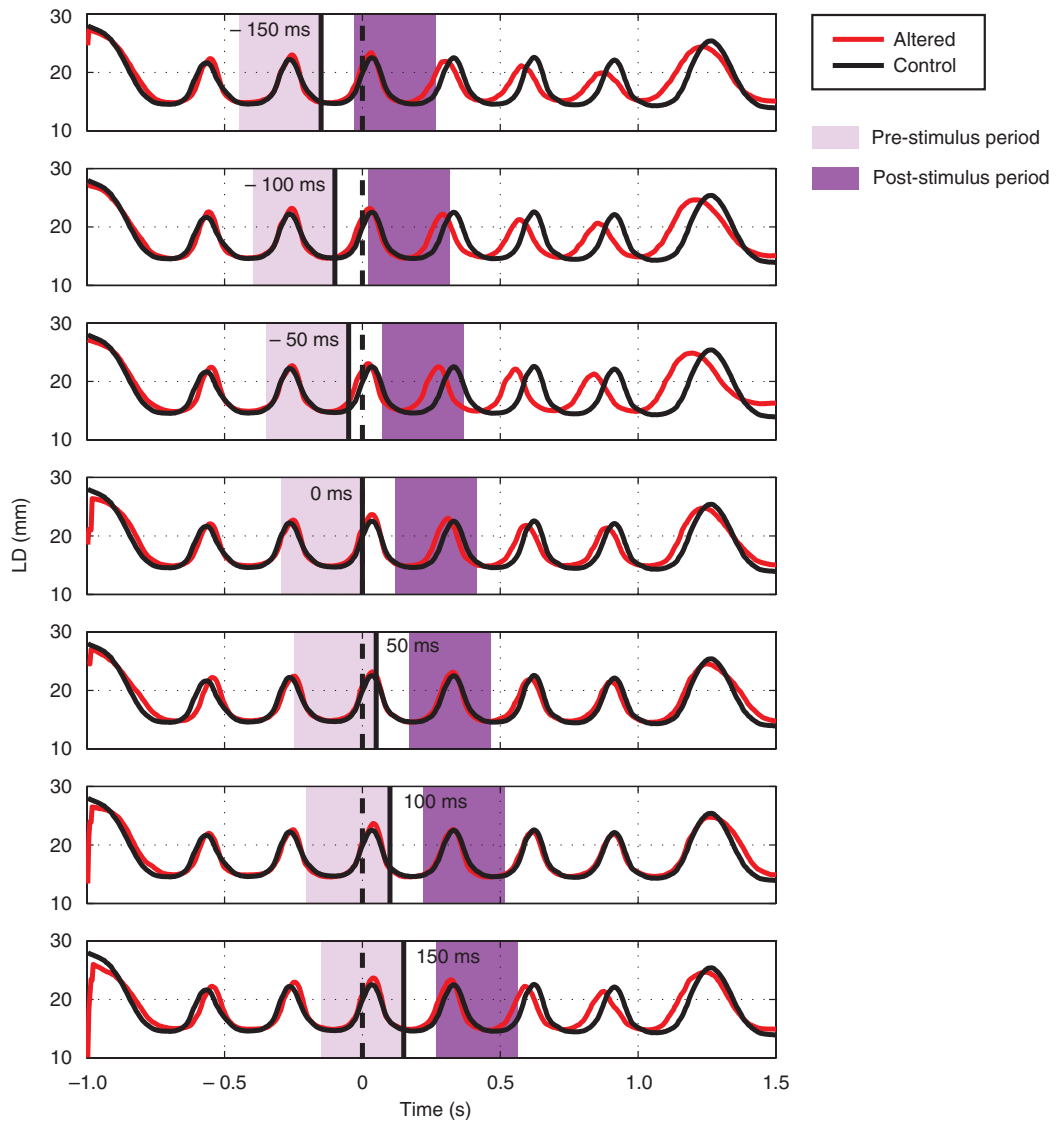 30
20
10
– 150 ms
Altered
Control
Pre-stimulus period
Post-stimulus period
30
20
10
– 100 ms
30
20
10
– 50 ms
30
20
10
0 ms
LD (mm)
30
20
10
50 ms
30
20
10
100 ms
30
20
10
150 ms
–1.0
– 0.5
0
0.5
1.0
1.5
Time (s)